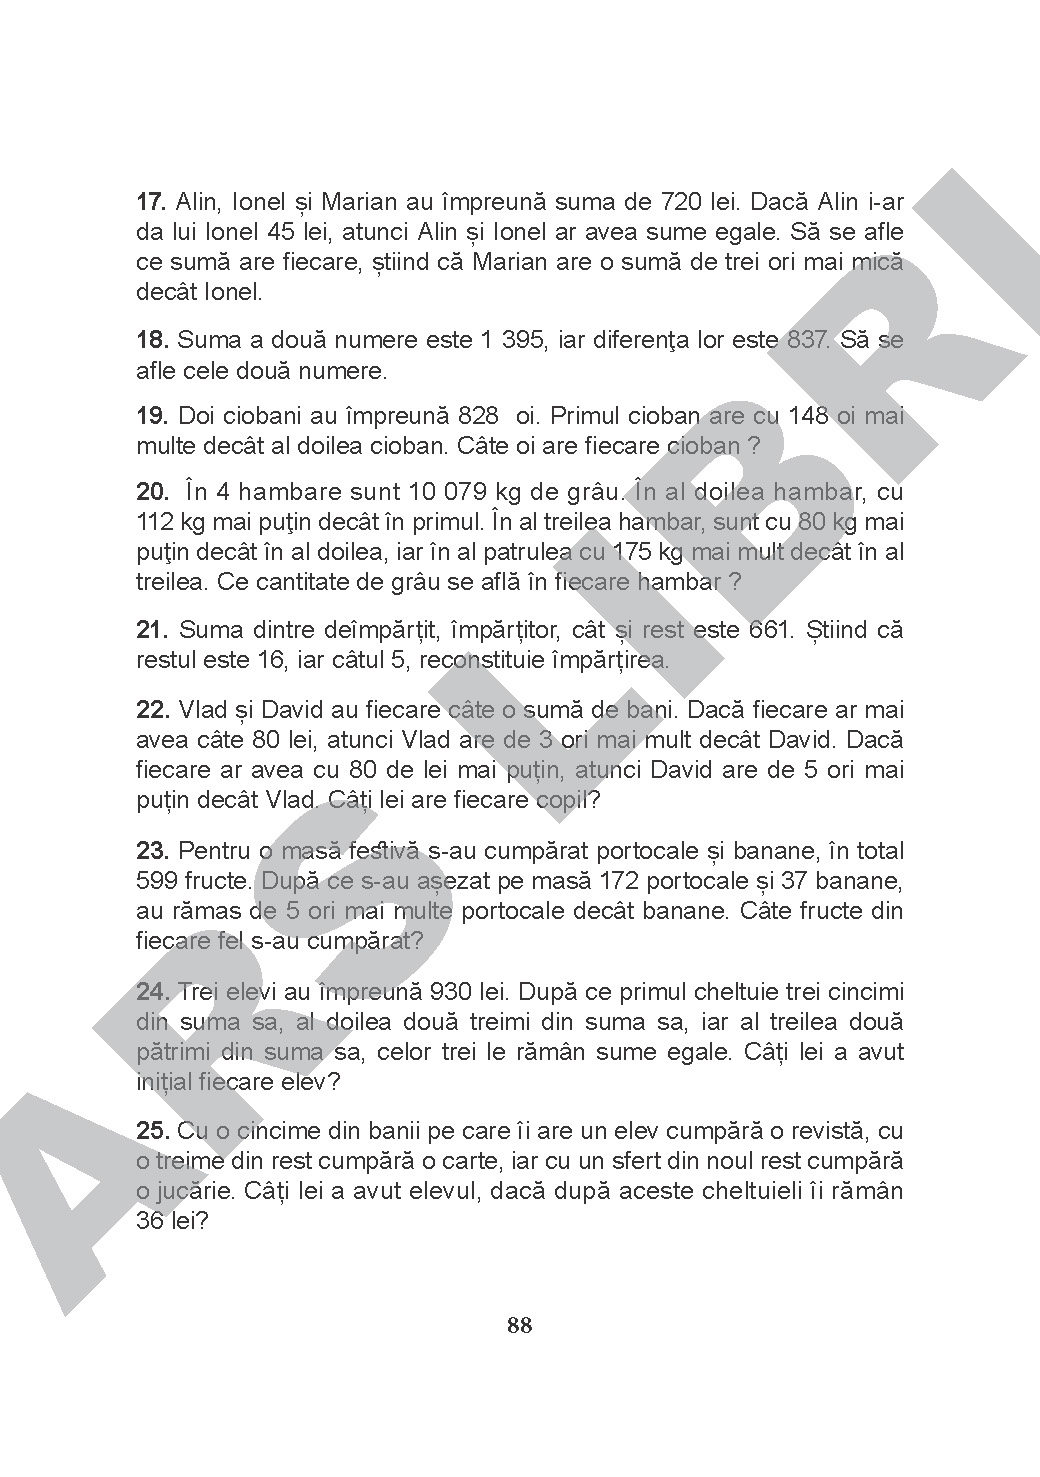 17. Alin, Ionel și Marian au împreună suma de 720 lei. Dacă Alin i-ar
da lui Ionel 45 lei, atunci Alin și Ionel ar avea sume egale. Să se afle
ce sumă are fiecare, știind că Marian are o sumă de trei ori mai mică
decât Ionel.
18. Suma a două numere este 1 395, iar diferenţa lor este 837. Să se
afle cele două numere.
19. Doi ciobani au împreună 828 oi. Primul cioban are cu 148 oi mai
multe decât al doilea cioban. Câte oi are fiecare cioban ?
20. În 4 hambare sunt 10 079 kg de grâu. În al doilea hambar, cu
112 kg mai puţin decât în primul. În al treilea hambar, sunt cu 80 kg mai
puţin decât în al doilea, iar în al patrulea cu 175 kg mai mult decât în al
treilea. Ce cantitate de grâu se află în fiecare hambar ?
21. Suma dintre deîmpărțit, împărțitor, cât și rest este 661. Știind că
restul este 16, iar câtul 5, reconstituie împărțirea.
22. Vlad și David au fiecare câte o sumă de bani. Dacă fiecare ar mai
avea câte 80 lei, atunci Vlad are de 3 ori mai mult decât David. Dacă
fiecare ar avea cu 80 de lei mai puțin, atunci David are de 5 ori mai
puțin decât Vlad. Câți lei are fiecare copil?
23. Pentru o masă festivă s-au cumpărat portocale și banane, în total
599 fructe. După ce s-au așezat pe masă 172 portocale și 37 banane,
au rămas de 5 ori mai multe portocale decât banane. Câte fructe din
fiecare fel s-au cumpărat?
24. Trei elevi au împreună 930 lei. După ce primul cheltuie trei cincimi
din suma sa, al doilea două treimi din suma sa, iar al treilea două
pătrimi din suma sa, celor trei le rămân sume egale. Câți lei a avut
inițial fiecare elev?
25. Cu o cincime din banii pe care îi are un elev cumpără o revistă, cu
o treime din rest cumpără o carte, iar cu un sfert din noul rest cumpără
o jucărie. Câți lei a avut elevul, dacă după aceste cheltuieli îi rămân
36 lei?
88
ARS LIBRI